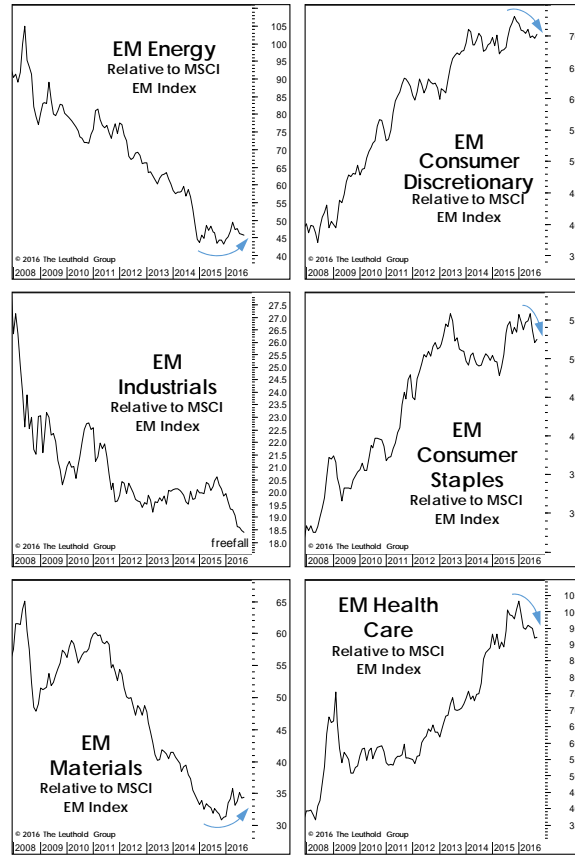 EM Energy
Relative to MSCI
EM Index
105
100
95
90
85
80
75
70
65
60
55
50
45
40
© 2016 The Leuthold Group
2008 2009 2010 2011 2012 2013 2014 2015 2016
EM
Consumer
Discretionary
Relative to MSCI
EM Index
© 2016 The Leuthold Group
2008 2009 2010 2011 2012 2013 2014 2015 2016
EM
Industrials
Relative to MSCI
EM Index
27.5
27.0
26.5
26.0
25.5
25.0
24.5
24.0
23.5
23.0
22.5
22.0
21.5
21.0
20.5
20.0
19.5
19.0
18.5
18.0
freefall
© 2016 The Leuthold Group
2008 2009 2010 2011 2012 2013 2014 2015 2016
EM
Consumer
Staples
Relative to MSCI
EM Index
© 2016 The Leuthold Group
2008 2009 2010 2011 2012 2013 2014 2015 2016
EM
Materials
Relative to MSCI
EM Index
65
60
55
50
45
40
35
30
© 2016 The Leuthold Group
2008 2009 2010 2011 2012 2013 2014 2015 2016
EM Health
Care
Relative to MSCI
EM Index
© 2016 The Leuthold Group
2008 2009 2010 2011 2012 2013 2014 2015 2016